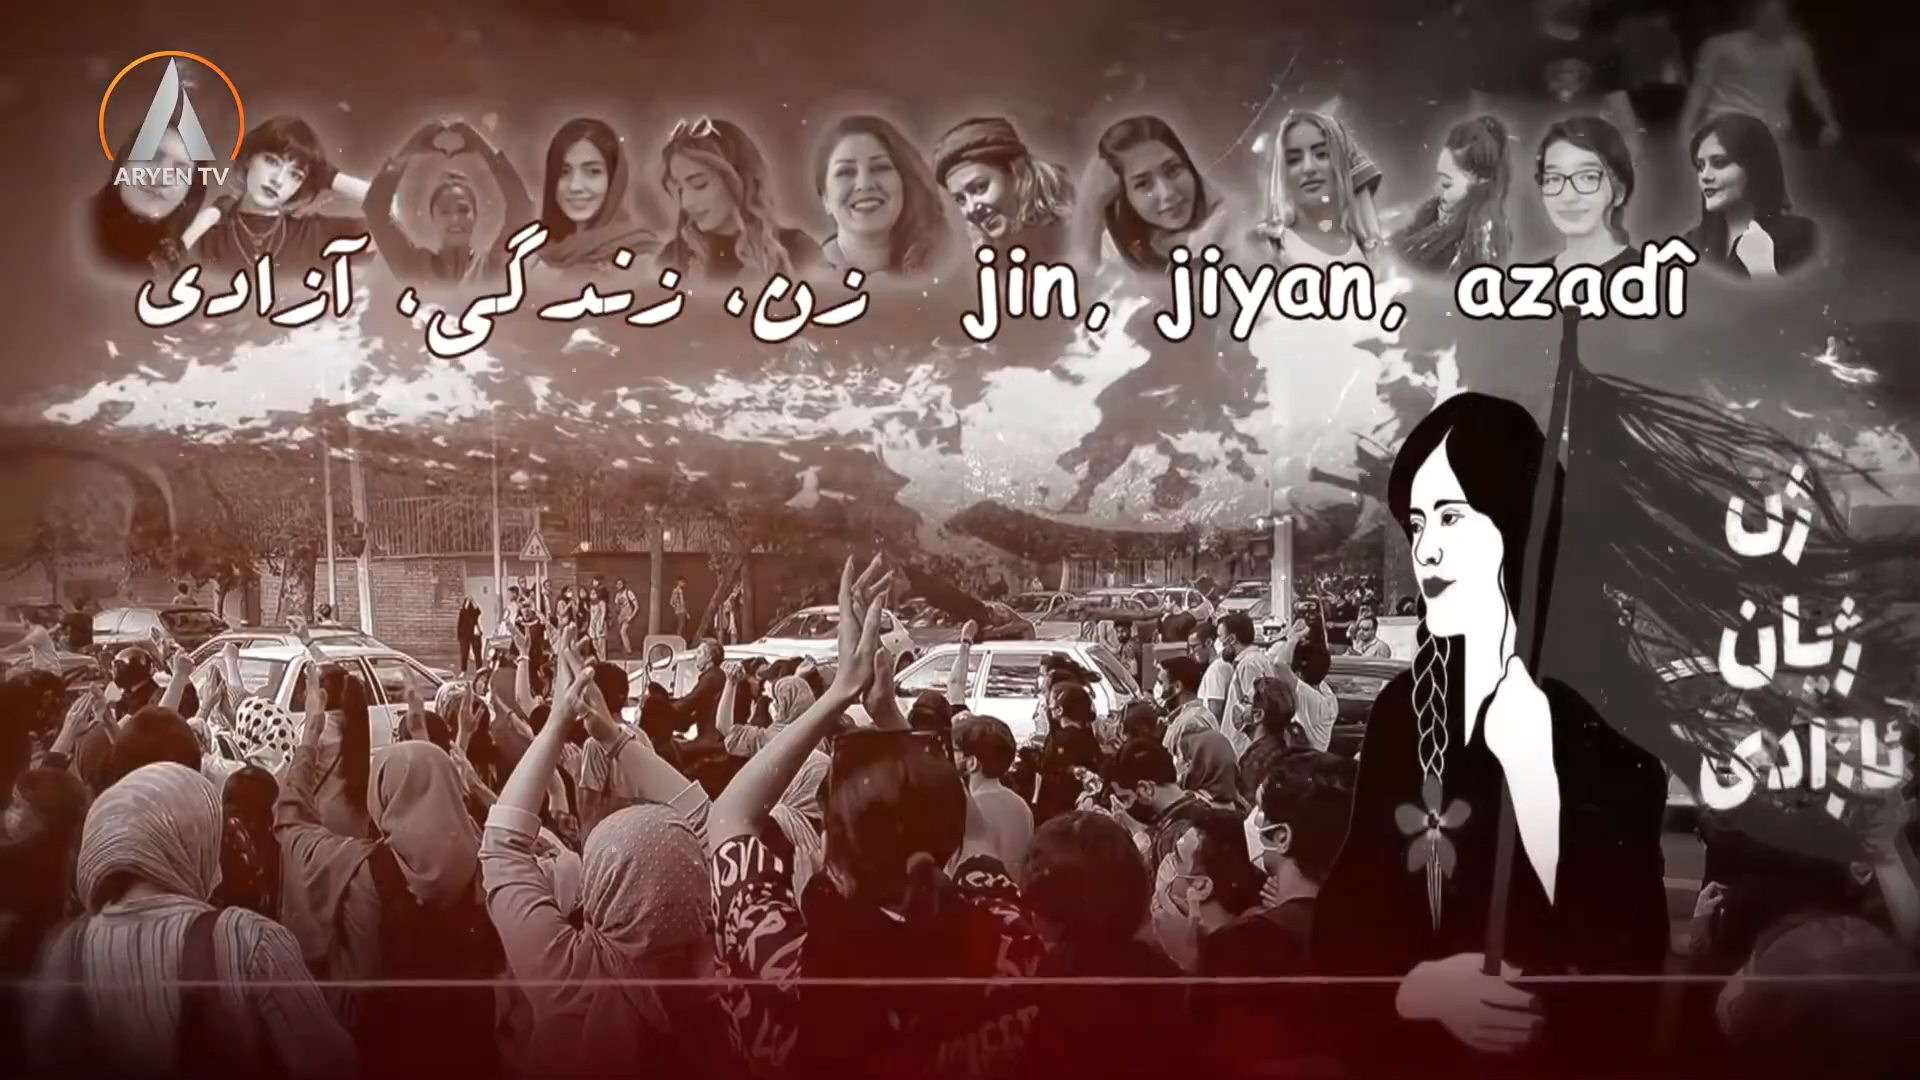 ARYEN TV
زن، زندگی، آزادی jin, jiyan, azadî
ژن
ژیان
ئازادی